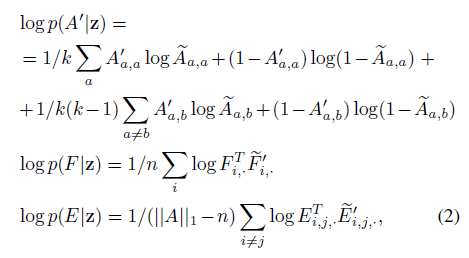 log p(A′|z) =
= 1/k ∑_a A′_{a,a} log Ã_{a,a} + (1 − A′_{a,a}) log(1 − Ã_{a,a}) +
+ 1/k(k−1) ∑_{a≠b} A′_{a,b} log Ã_{a,b} + (1 − A′_{a,b}) log(1 − Ã_{a,b})
log p(F|z) = 1/n ∑_i log F^T_{i,·} F̃′_{i,·}
log p(E|z) = 1/(||A||_1 − n) ∑_{i≠j} log E^T_{i,j,·} Ẽ′_{i,j,·}, (2)